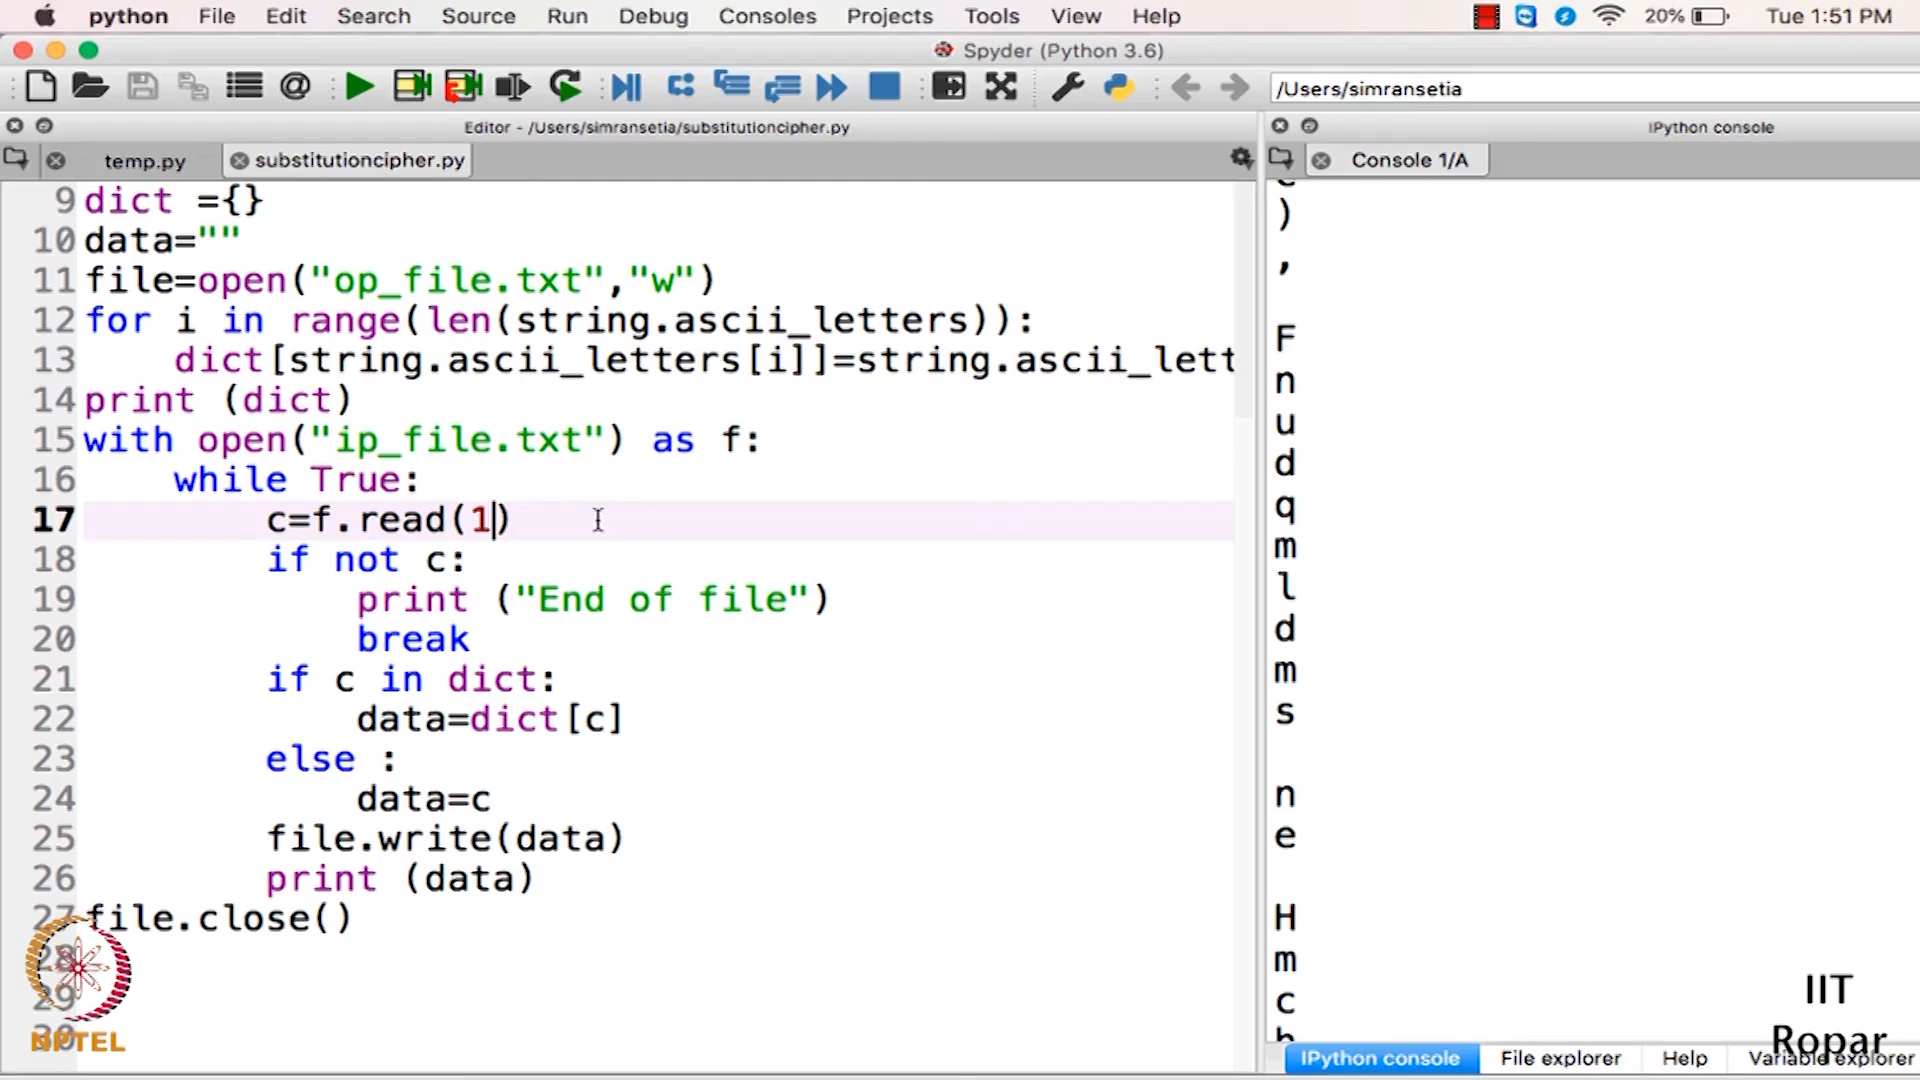 python File Edit Search Source Run Debug Consoles Projects Tools View Help 20% Tue 1:51 PM
Spyder (Python 3.6)
/Users/simransetia
Editor - /Users/simransetia/substitutioncipher.py
IPython console
temp.py
substitutioncipher.py
Console 1/A
9 dict ={}
10 data=""
11 file=open("op_file.txt","w")
12 for i in range(len(string.ascii_letters)):
13 dict[string.ascii_letters[i]]=string.ascii_lett
14 print (dict)
15 with open("ip_file.txt") as f:
16 while True:
17 c=f.read(1)
18 if not c:
19 print ("End of file")
20 break
21 if c in dict:
22 data=dict[c]
23 else :
24 data=c
25 file.write(data)
26 print (data)
27 file.close()
28
29
30
)
,
F
n
u
d
q
m
l
d
m
s
n
e
H
m
c
NPTEL
IIT
Ropar
IPython console File explorer Help Variable explorer